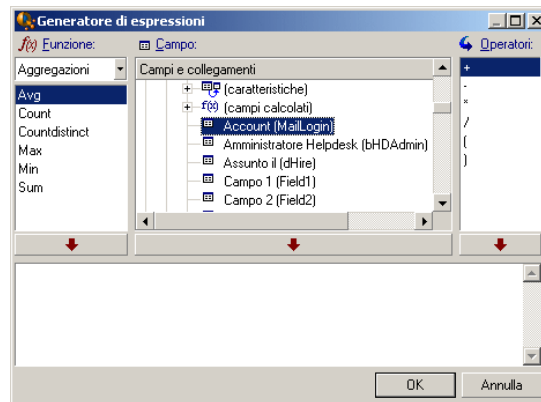 Generatore di espressioni
f(x) Funzione:
Campo:
Operatori:
Aggregazioni
Avg
Count
Countdistinct
Max
Min
Sum
Campi e collegamenti
(caratteristiche)
f(x) (campi calcolati)
Account (MailLogin)
Amministratore Helpdesk (bHDAdmin)
Assunto il (dHire)
Campo 1 (Field1)
Campo 2 (Field2)
+
-
*
/
(
)
OK
Annulla